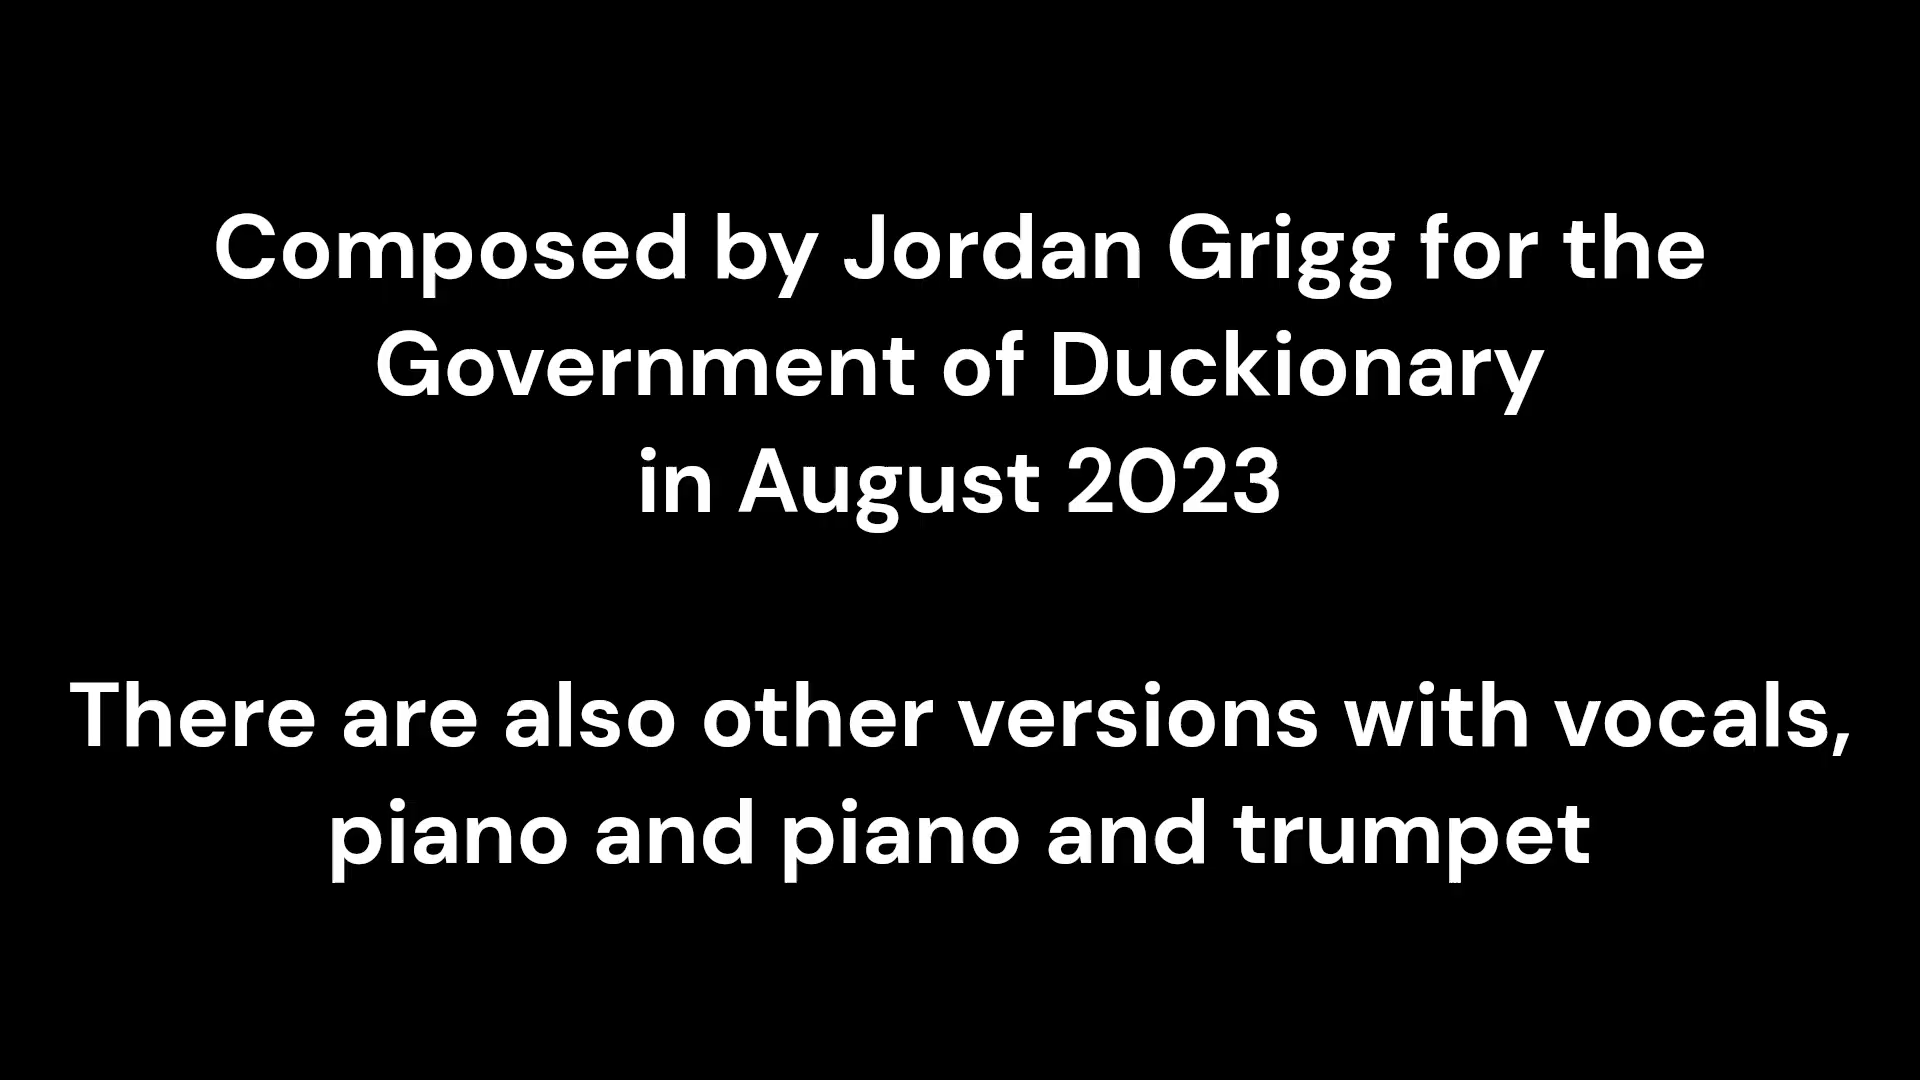 Composed by Jordan Grigg for the
Government of Duckionary
in August 2023
There are also other versions with vocals,
piano and piano and trumpet